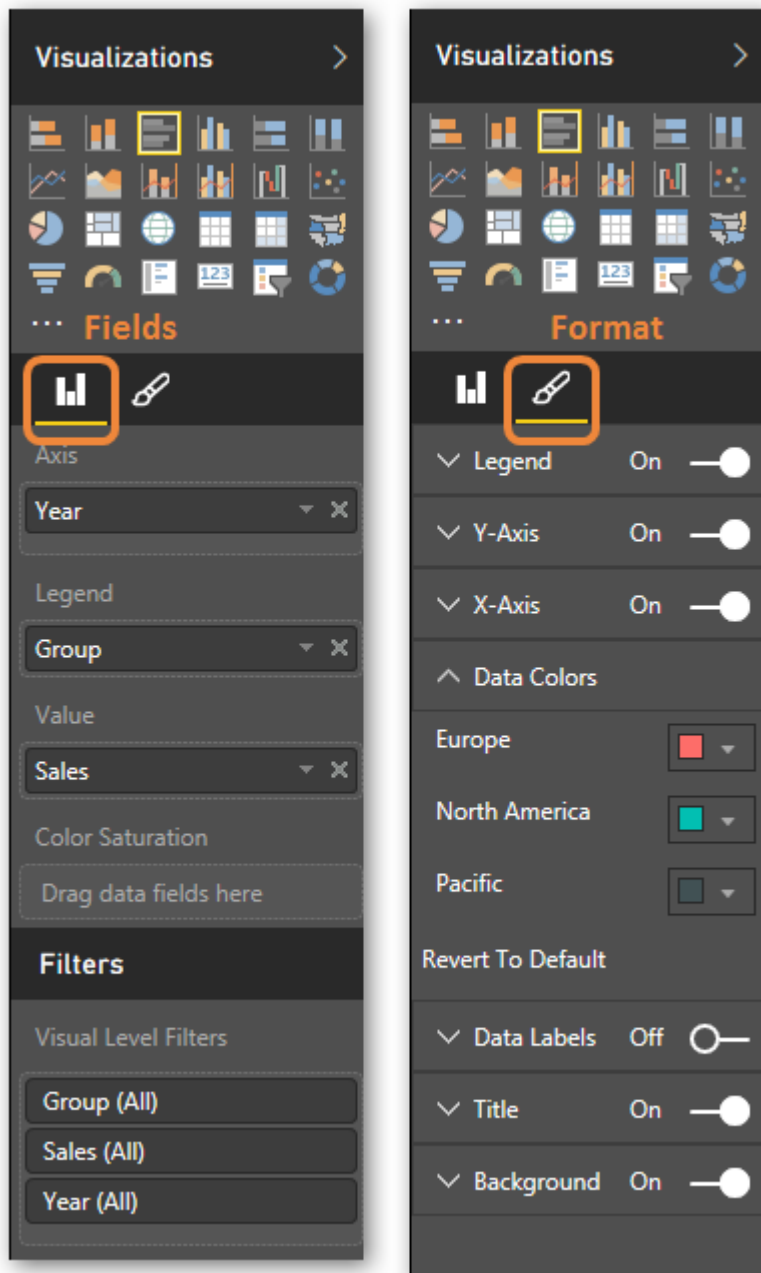 Visualizations
123
... Fields
Axis
Year
Legend
Group
Value
Sales
Color Saturation
Drag data fields here
Filters
Visual Level Filters
Group (All)
Sales (All)
Year (All)
Visualizations
123
... Format
Legend On
Y-Axis On
X-Axis On
Data Colors
Europe
North America
Pacific
Revert To Default
Data Labels Off
Title On
Background On